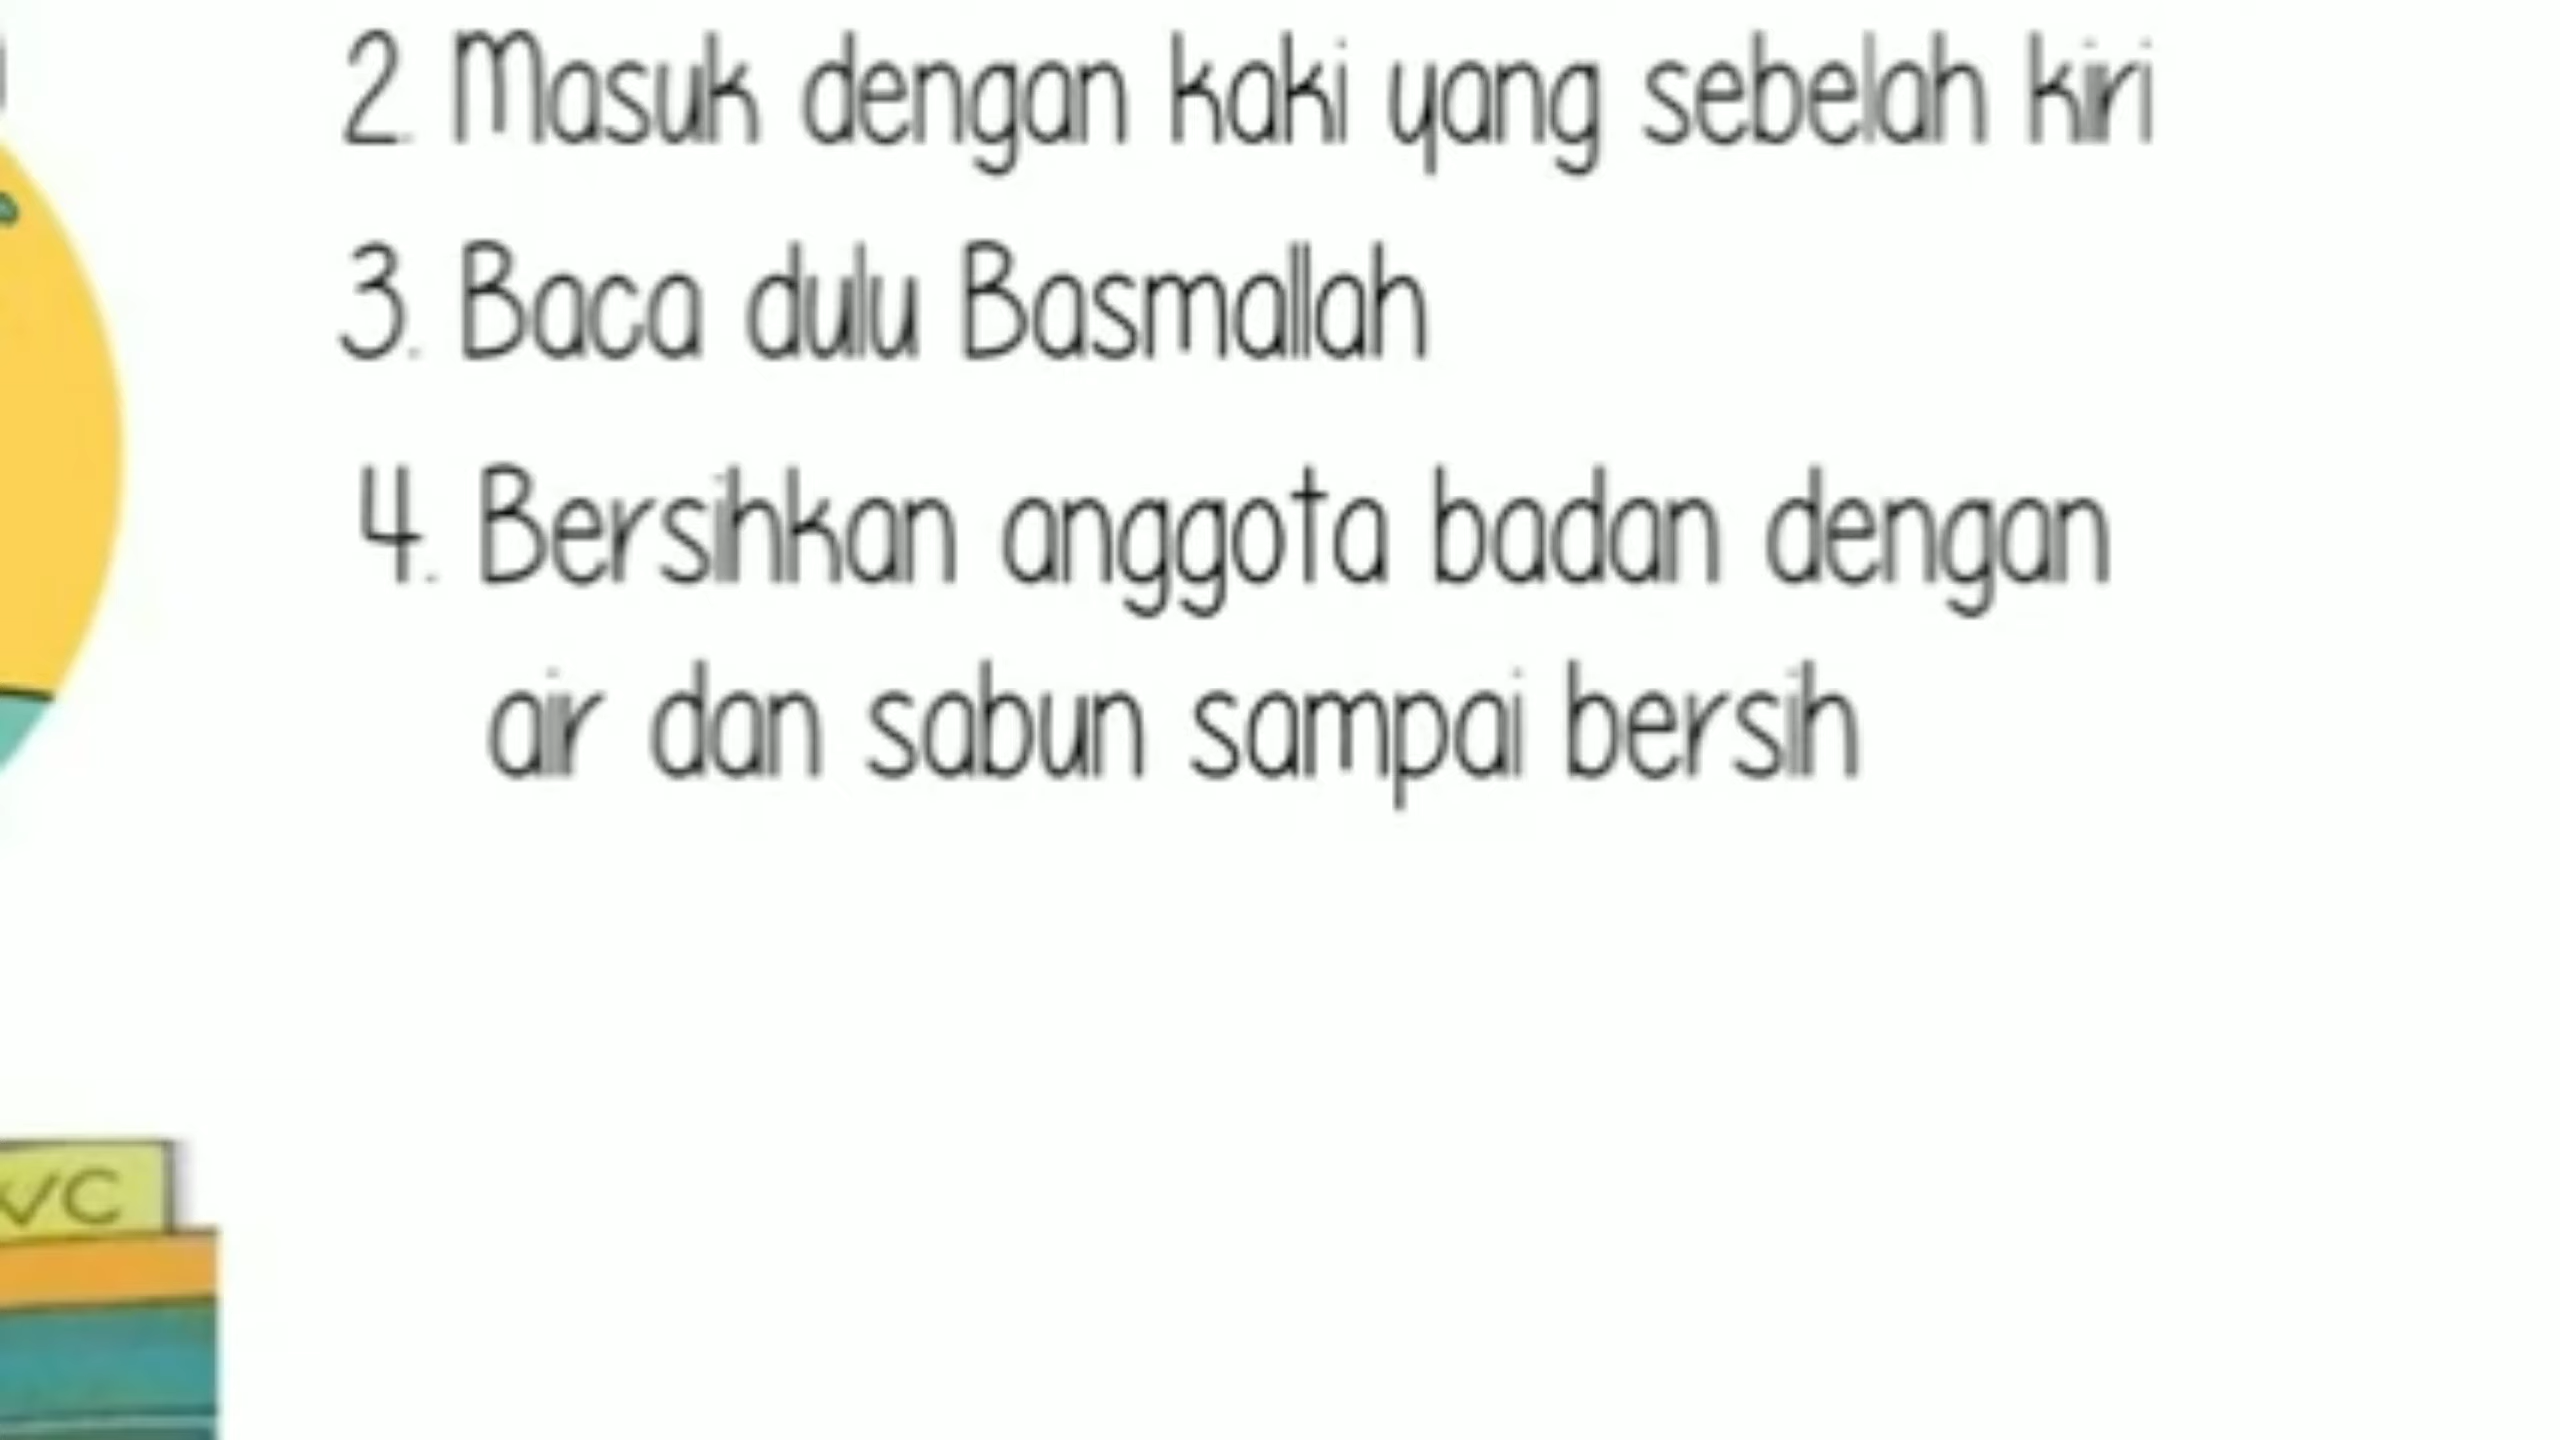 2. Masuk dengan kaki yang sebelah kiri
3. Baca dulu Basmallah
4. Bersihkan anggota badan dengan
air dan sabun sampai bersih